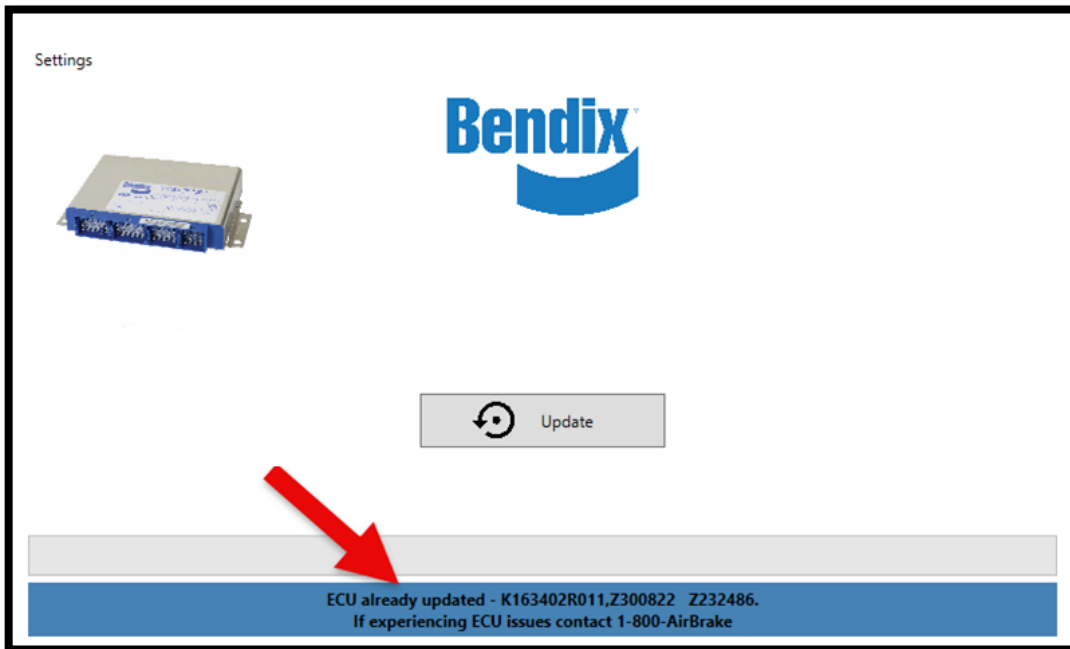 Settings
Bendix
Update
ECU already updated - K163402R011,Z300822   Z232486.
If experiencing ECU issues contact 1-800-AirBrake